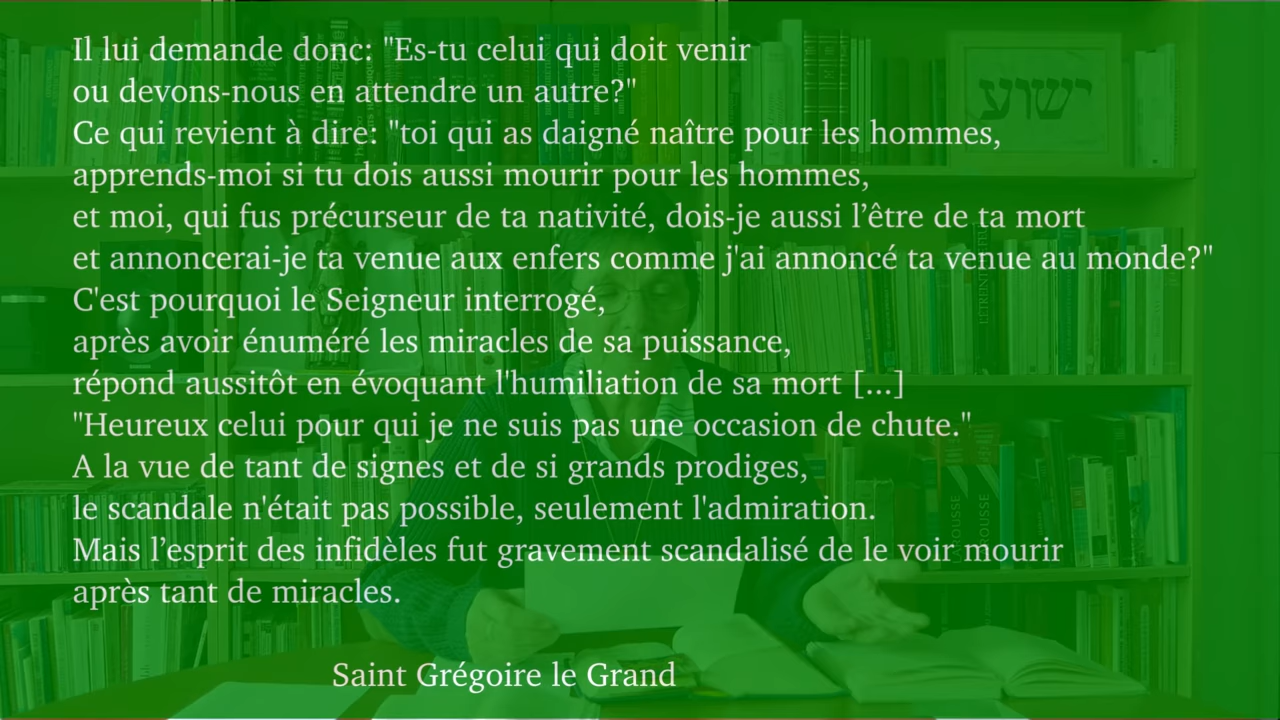 Il lui demande donc: "Es-tu celui qui doit venir
ou devons-nous en attendre un autre?"
Ce qui revient à dire: "toi qui as daigné naître pour les hommes,
apprends-moi si tu dois aussi mourir pour les hommes,
et moi, qui fus précurseur de ta nativité, dois-je aussi l’être de ta mort
et annoncerai-je ta venue aux enfers comme j'ai annoncé ta venue au monde?"
C'est pourquoi le Seigneur interrogé,
après avoir énuméré les miracles de sa puissance,
répond aussitôt en évoquant l'humiliation de sa mort [...]
"Heureux celui pour qui je ne suis pas une occasion de chute."
A la vue de tant de signes et de si grands prodiges,
le scandale n'était pas possible, seulement l'admiration.
Mais l’esprit des infidèles fut gravement scandalisé de le voir mourir
après tant de miracles.
Saint Grégoire le Grand
ישוע
LAROUSSE